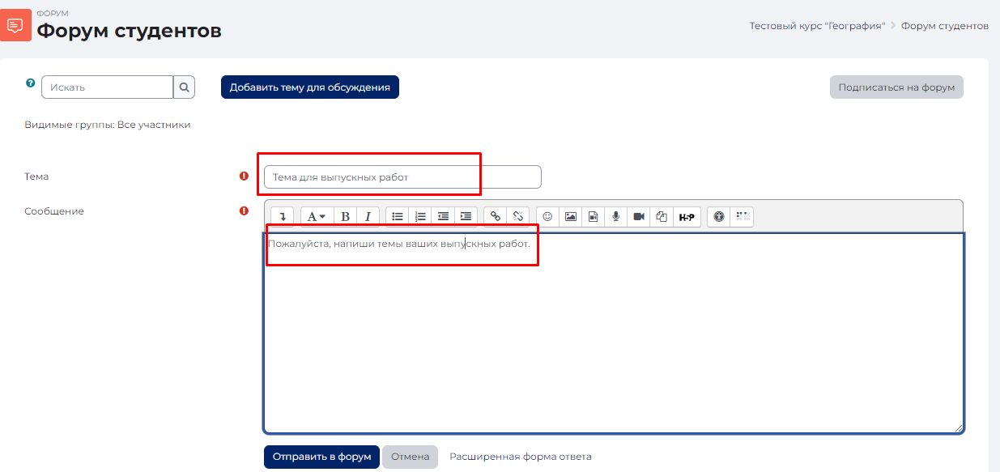 ФОРУМ
Форум студентов
Тестовый курс "География" > Форум студентов
Искать
Добавить тему для обсуждения
Подписаться на форум
Видимые группы: Все участники
Тема
Тема для выпускных работ
Сообщение
A B I H-P
Пожалуйста, напиши темы ваших выпускных работ.
Отправить в форум
Отмена
Расширенная форма ответа